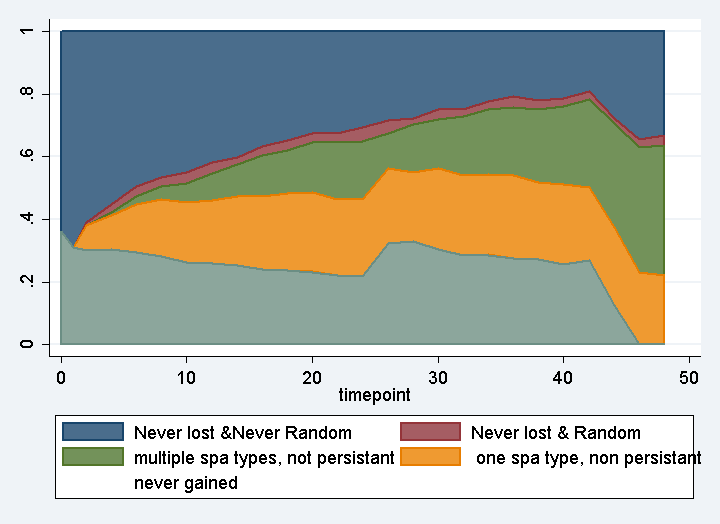 1
.8
.6
.4
.2
0
0 10 20 30 40 50
timepoint
Never lost &Never Random Never lost & Random
multiple spa types, not persistant one spa type, non persistant
never gained